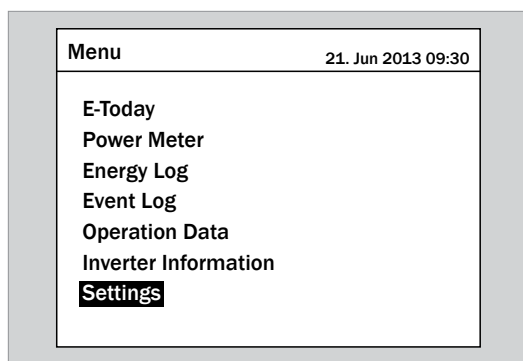 Menu
21. Jun 2013 09:30
E-Today
Power Meter
Energy Log
Event Log
Operation Data
Inverter Information
Settings